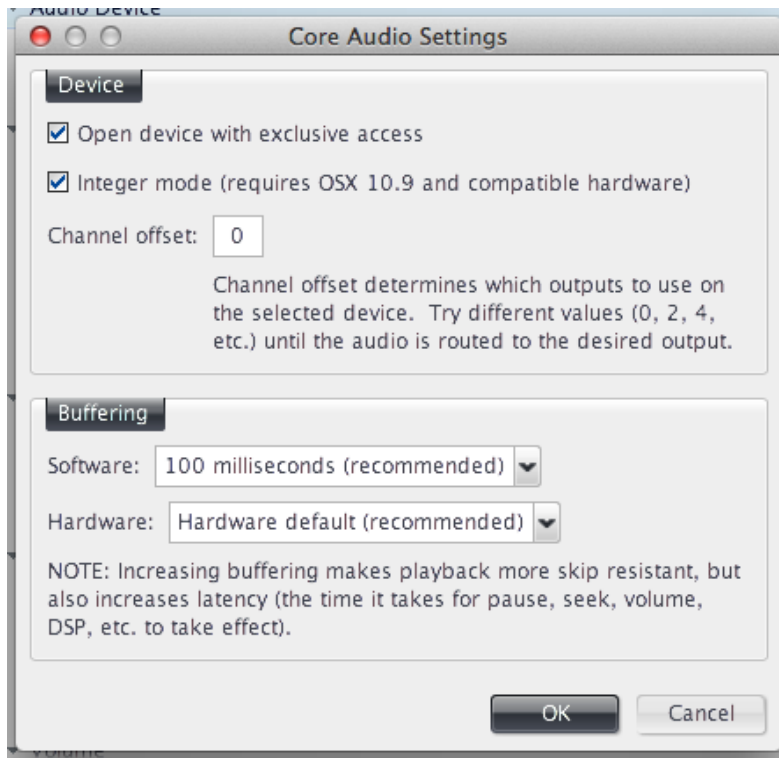 Audio Device
Core Audio Settings
Device
Open device with exclusive access
Integer mode (requires OSX 10.9 and compatible hardware)
Channel offset: 0
Channel offset determines which outputs to use on
the selected device.  Try different values (0, 2, 4,
etc.) until the audio is routed to the desired output.
Buffering
Software: 100 milliseconds (recommended)
Hardware: Hardware default (recommended)
NOTE: Increasing buffering makes playback more skip resistant, but
also increases latency (the time it takes for pause, seek, volume,
DSP, etc. to take effect).
OK Cancel
Volume